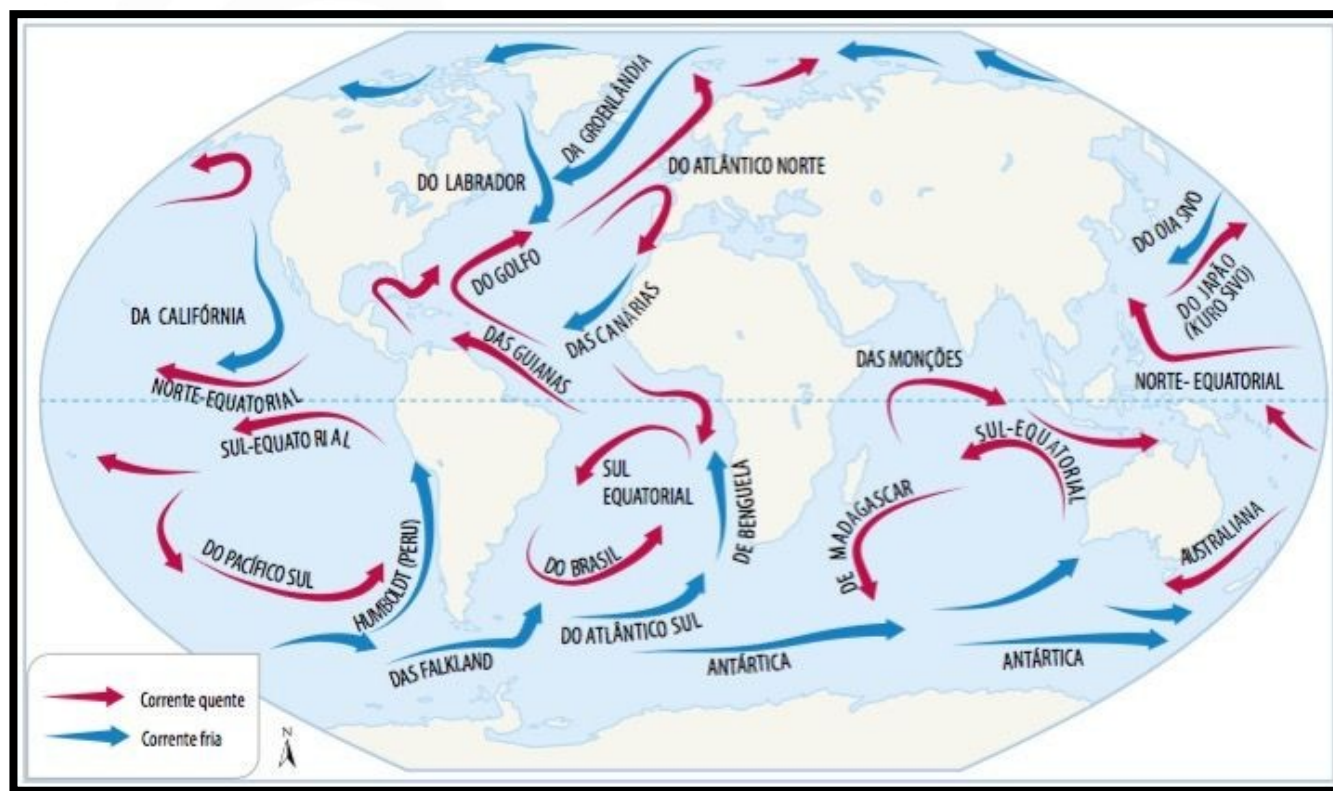 DA GROENLÂNDIA
DO LABRADOR
DO ATLÂNTICO NORTE
DO OIA SIVO
DO GOLFO
DO JAPÃO
(KURO SIVO)
DA CALIFÓRNIA
DAS CANÁRIAS
DAS GUIANAS
DAS MONÇÕES
NORTE-EQUATORIAL
NORTE-EQUATORIAL
SUL-EQUATORIAL
SUL-EQUATORIAL
SUL
EQUATORIAL
DE BENGUELA
DE MADAGASCAR
AUSTRALIANA
DO PACÍFICO SUL
HUMBOLDT (PERU)
DO BRASIL
DO ATLÂNTICO SUL
DAS FALKLAND
ANTÁRTICA
ANTÁRTICA
Corrente quente
Corrente fria
N